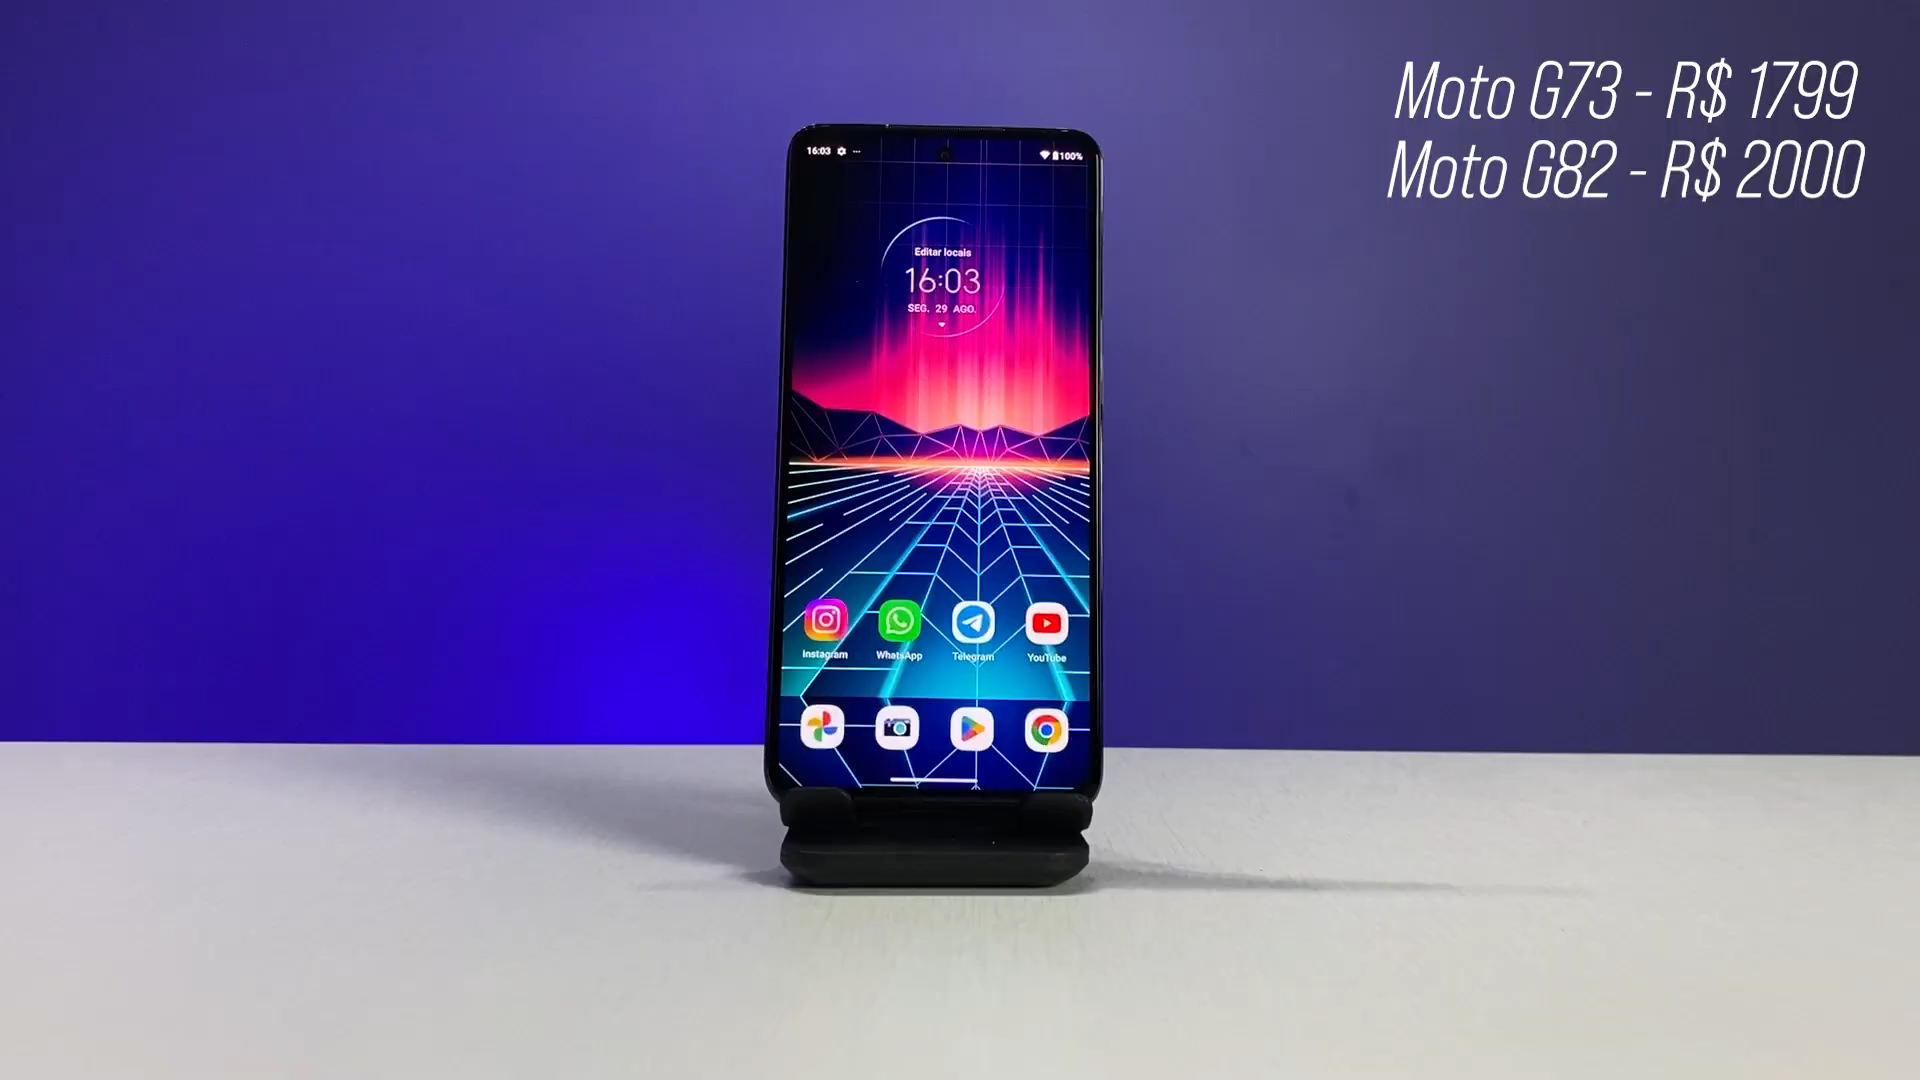 Moto G73 - R$ 1799
Moto G82 - R$ 2000
16:03
100%
Editar locais
16:03
SEG. 29 AGO.
Instagram
WhatsApp
Telegram
YouTube